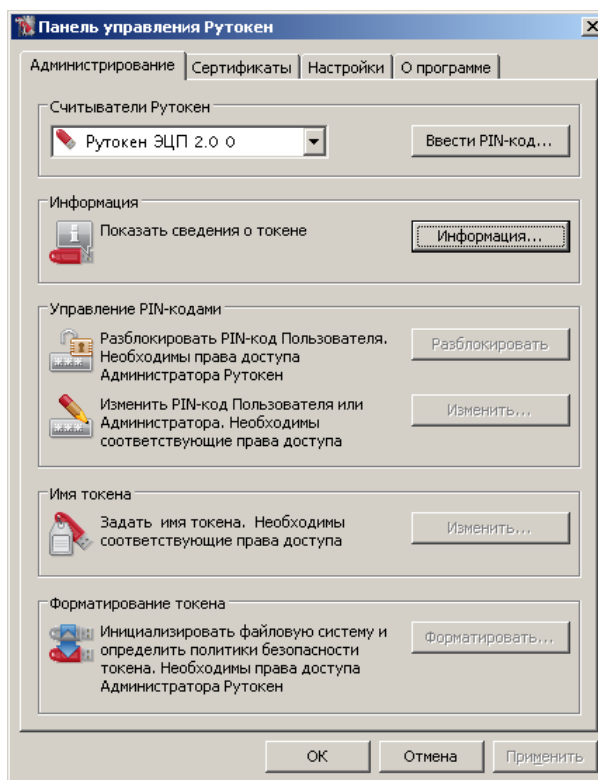 Панель управления Рутокен
Администрирование Сертификаты Настройки О программе
Считыватели Рутокен
Рутокен ЭЦП 2.0 0
Ввести PIN-код...
Информация
Показать сведения о токене
Информация...
Управление PIN-кодами
Разблокировать PIN-код Пользователя.
Необходимы права доступа
Администратора Рутокен
Разблокировать
Изменить PIN-код Пользователя или
Администратора. Необходимы
соответствующие права доступа
Изменить...
Имя токена
Задать имя токена. Необходимы
соответствующие права доступа
Изменить...
Форматирование токена
Инициализировать файловую систему и
определить политики безопасности
токена. Необходимы права доступа
Администратора Рутокен
Форматировать...
ОК Отмена Применить